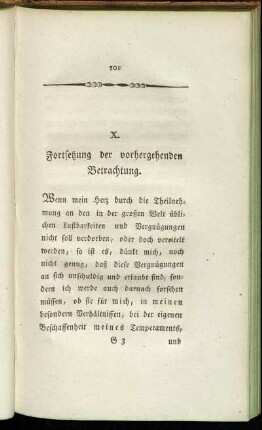 101
X.
Fortsetzung der vorhergehenden
Betrachtung.
Wenn mein Herz durch die Theilneh-
mung an den in der großen Welt übli-
chen Lustbarkeiten und Vergnügungen
nicht soll verdorben, oder doch vereitelt
werden, so ist es, dünkt mich, noch
nicht genug, daß diese Vergnügungen
an sich unschuldig und erlaubt sind, son-
dern ich werde auch darnach forschen
müssen, ob sie für mich, in meinen
besondern Verhältnissen, bei der eigenen
Beschaffenheit meines Temperaments,
G 3 und